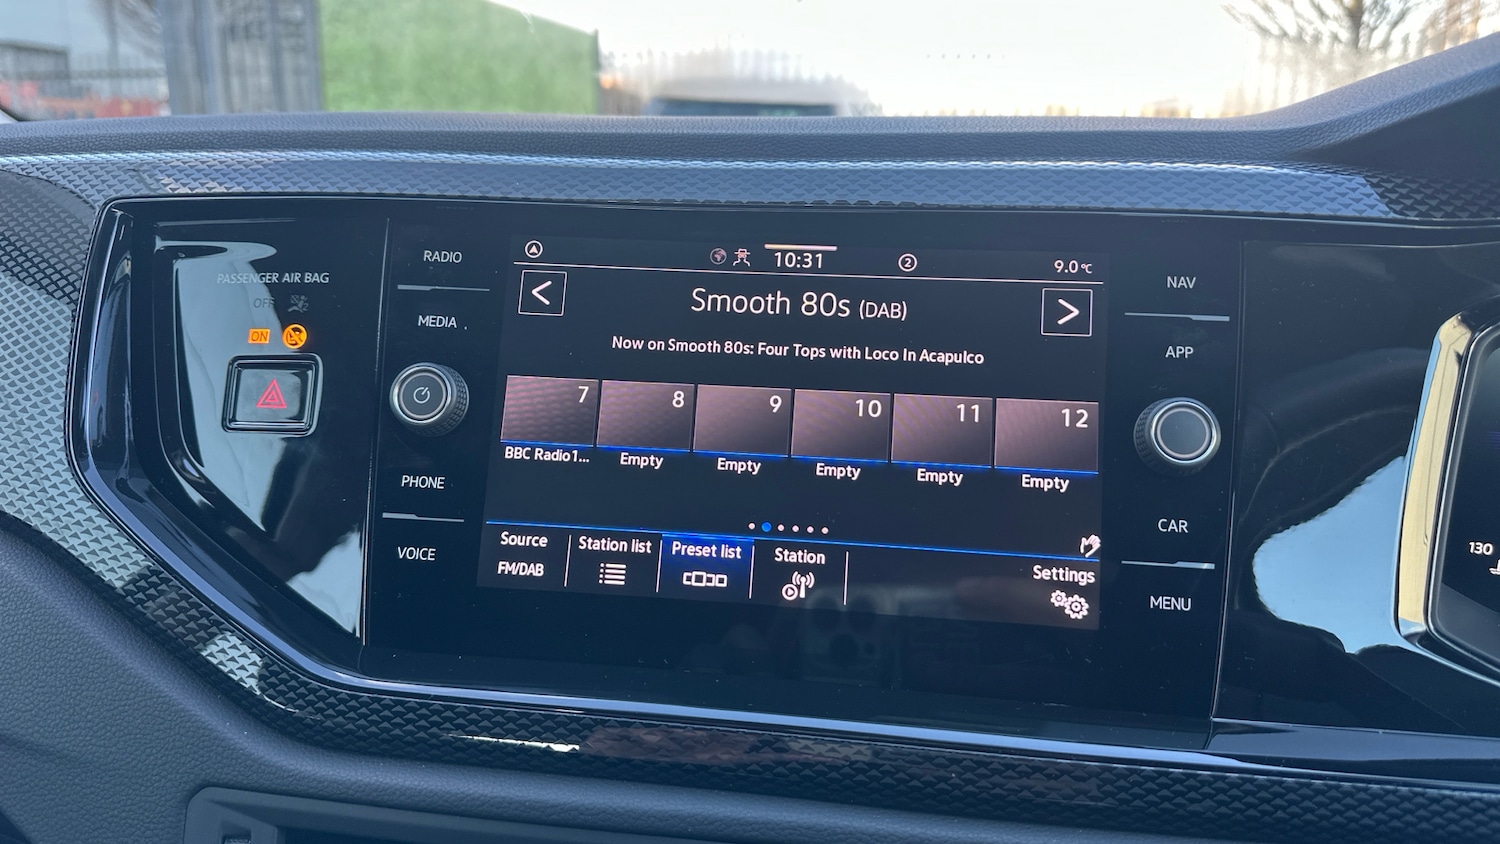 PASSENGER AIR BAG
OFF
ON
RADIO
MEDIA
PHONE
VOICE
10:31
2
9.0°C
<
Smooth 80s (DAB)
>
Now on Smooth 80s: Four Tops with Loco In Acapulco
7
8
9
10
11
12
BBC Radio1...
Empty
Empty
Empty
Empty
Empty
Source
FM/DAB
Station list
Preset list
Station
Settings
NAV
APP
CAR
MENU
130